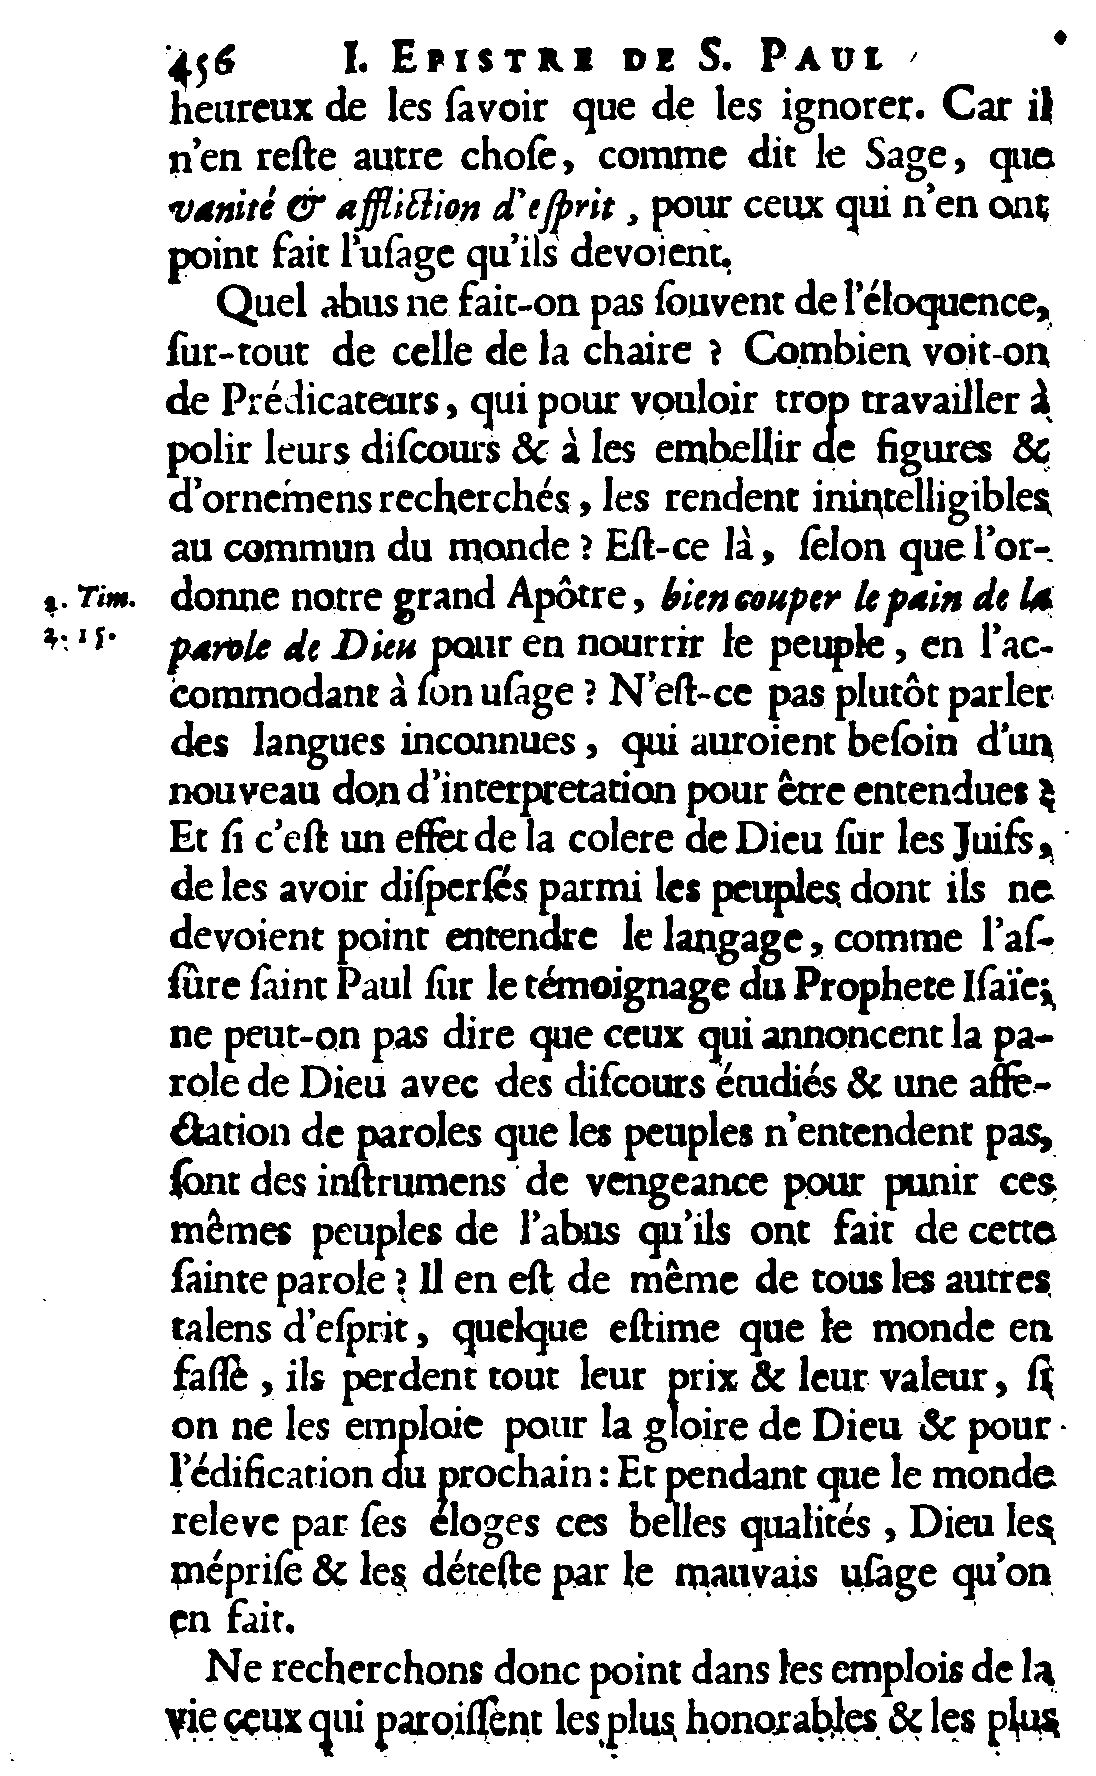 456 I. EPISTRE DE S. PAUL
heureux de les ſavoir que de les ignorer. Car il
n'en reſte autre choſe, comme dit le Sage, que
vanité & affliction d'eſprit, pour ceux qui n'en ont
point fait l'uſage qu'ils devoient.
Quel abus ne fait-on pas ſouvent de l'éloquence,
ſur-tout de celle de la chaire ? Combien voit-on
de Prédicateurs, qui pour vouloir trop travailler à
polir leurs diſcours & à les embellir de figures &
d'ornemens recherchés, les rendent inintelligibles
au commun du monde ? Eſt-ce là, ſelon que l'or-
donne notre grand Apôtre, bien couper le pain de la
2. Tim.
2. 15.
parole de Dieu pour en nourrir le peuple, en l'ac-
commodant à ſon uſage ? N'eſt-ce pas plutôt parler
des langues inconnues, qui auroient beſoin d'un
nouveau don d'interpretation pour être entendues ?
Et ſi c'eſt un effet de la colere de Dieu ſur les Juifs,
de les avoir diſperſés parmi les peuples dont ils ne
devoient point entendre le langage, comme l'aſ-
ſûre ſaint Paul ſur le témoignage du Prophete Iſaïe;
ne peut-on pas dire que ceux qui annoncent la pa-
role de Dieu avec des diſcours étudiés & une affe-
ctation de paroles que les peuples n'entendent pas,
ſont des inſtrumens de vengeance pour punir ces
mêmes peuples de l'abus qu'ils ont fait de cette
ſainte parole ? Il en eſt de même de tous les autres
talens d'eſprit, quelque eſtime que le monde en
faſſe, ils perdent tout leur prix & leur valeur, ſi
on ne les emploie pour la gloire de Dieu & pour
l'édification du prochain : Et pendant que le monde
releve par ſes éloges ces belles qualités, Dieu les
mépriſe & les déteſte par le mauvais uſage qu'on
en fait.
Ne recherchons donc point dans les emplois de la
vie ceux qui paroiſſent les plus honorables & les plus